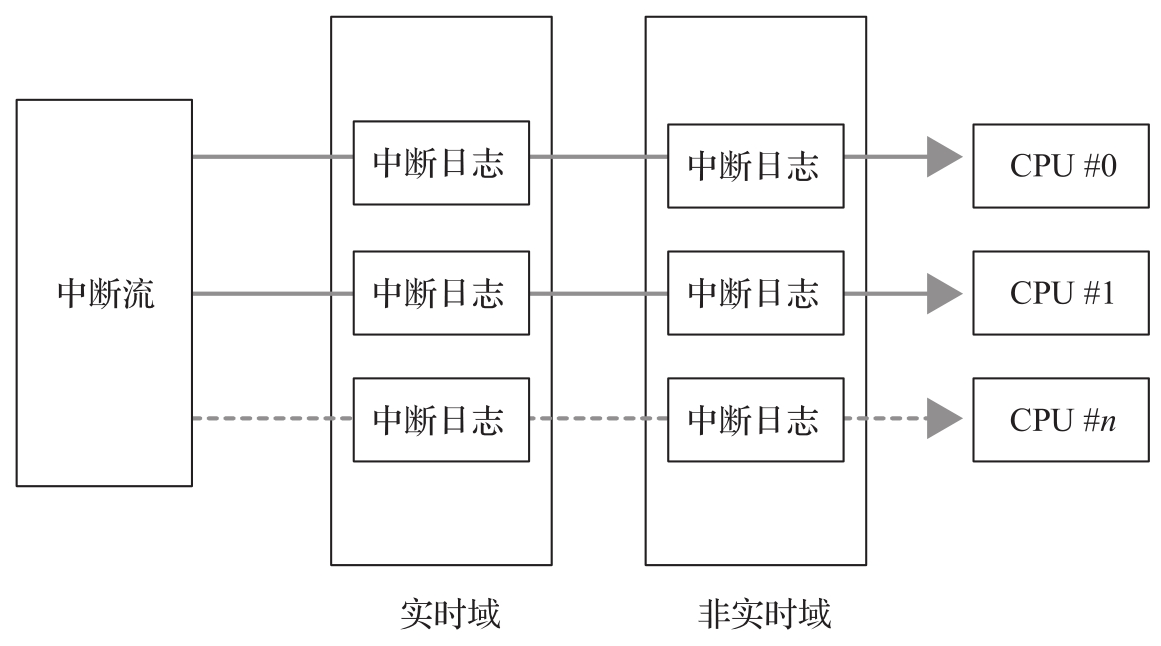 中断日志 中断日志 CPU #0
中断流 中断日志 中断日志 CPU #1
中断日志 中断日志 CPU #n
实时域 非实时域